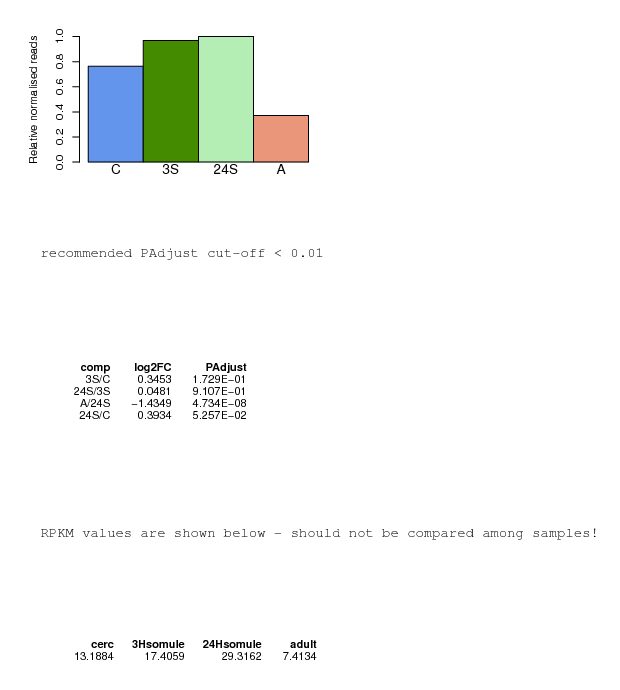 Relative normalised reads
1.0
0.8
0.6
0.4
0.2
0.0
C 3S 24S A
recommended PAdjust cut-off < 0.01
comp log2FC PAdjust
3S/C 0.3453 1.729E−01
24S/3S 0.0481 9.107E−01
A/24S −1.4349 4.734E−08
24S/C 0.3934 5.257E−02
RPKM values are shown below - should not be compared among samples!
cerc 3Hsomule 24Hsomule adult
13.1884 17.4059 29.3162 7.4134